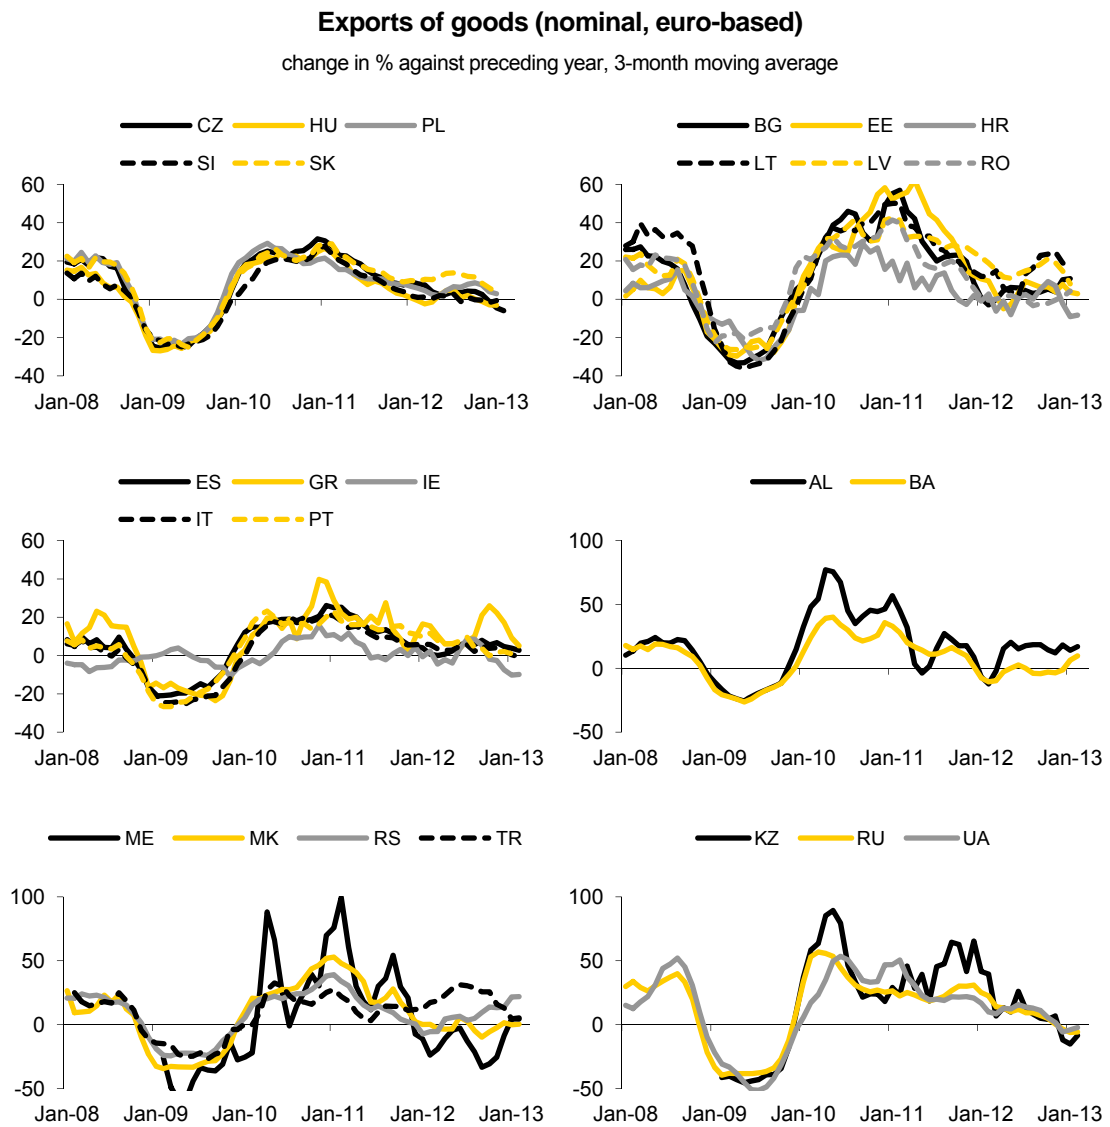 Exports of goods (nominal, euro-based)
change in % against preceding year, 3-month moving average
CZ HU PL
SI SK
60
40
20
0
-20
-40
Jan-08 Jan-09 Jan-10 Jan-11 Jan-12 Jan-13
BG EE HR
LT LV RO
60
40
20
0
-20
-40
Jan-08 Jan-09 Jan-10 Jan-11 Jan-12 Jan-13
ES GR IE
IT PT
60
40
20
0
-20
-40
Jan-08 Jan-09 Jan-10 Jan-11 Jan-12 Jan-13
AL BA
100
50
0
-50
Jan-08 Jan-09 Jan-10 Jan-11 Jan-12 Jan-13
ME MK RS TR
100
50
0
-50
Jan-08 Jan-09 Jan-10 Jan-11 Jan-12 Jan-13
KZ RU UA
100
50
0
-50
Jan-08 Jan-09 Jan-10 Jan-11 Jan-12 Jan-13